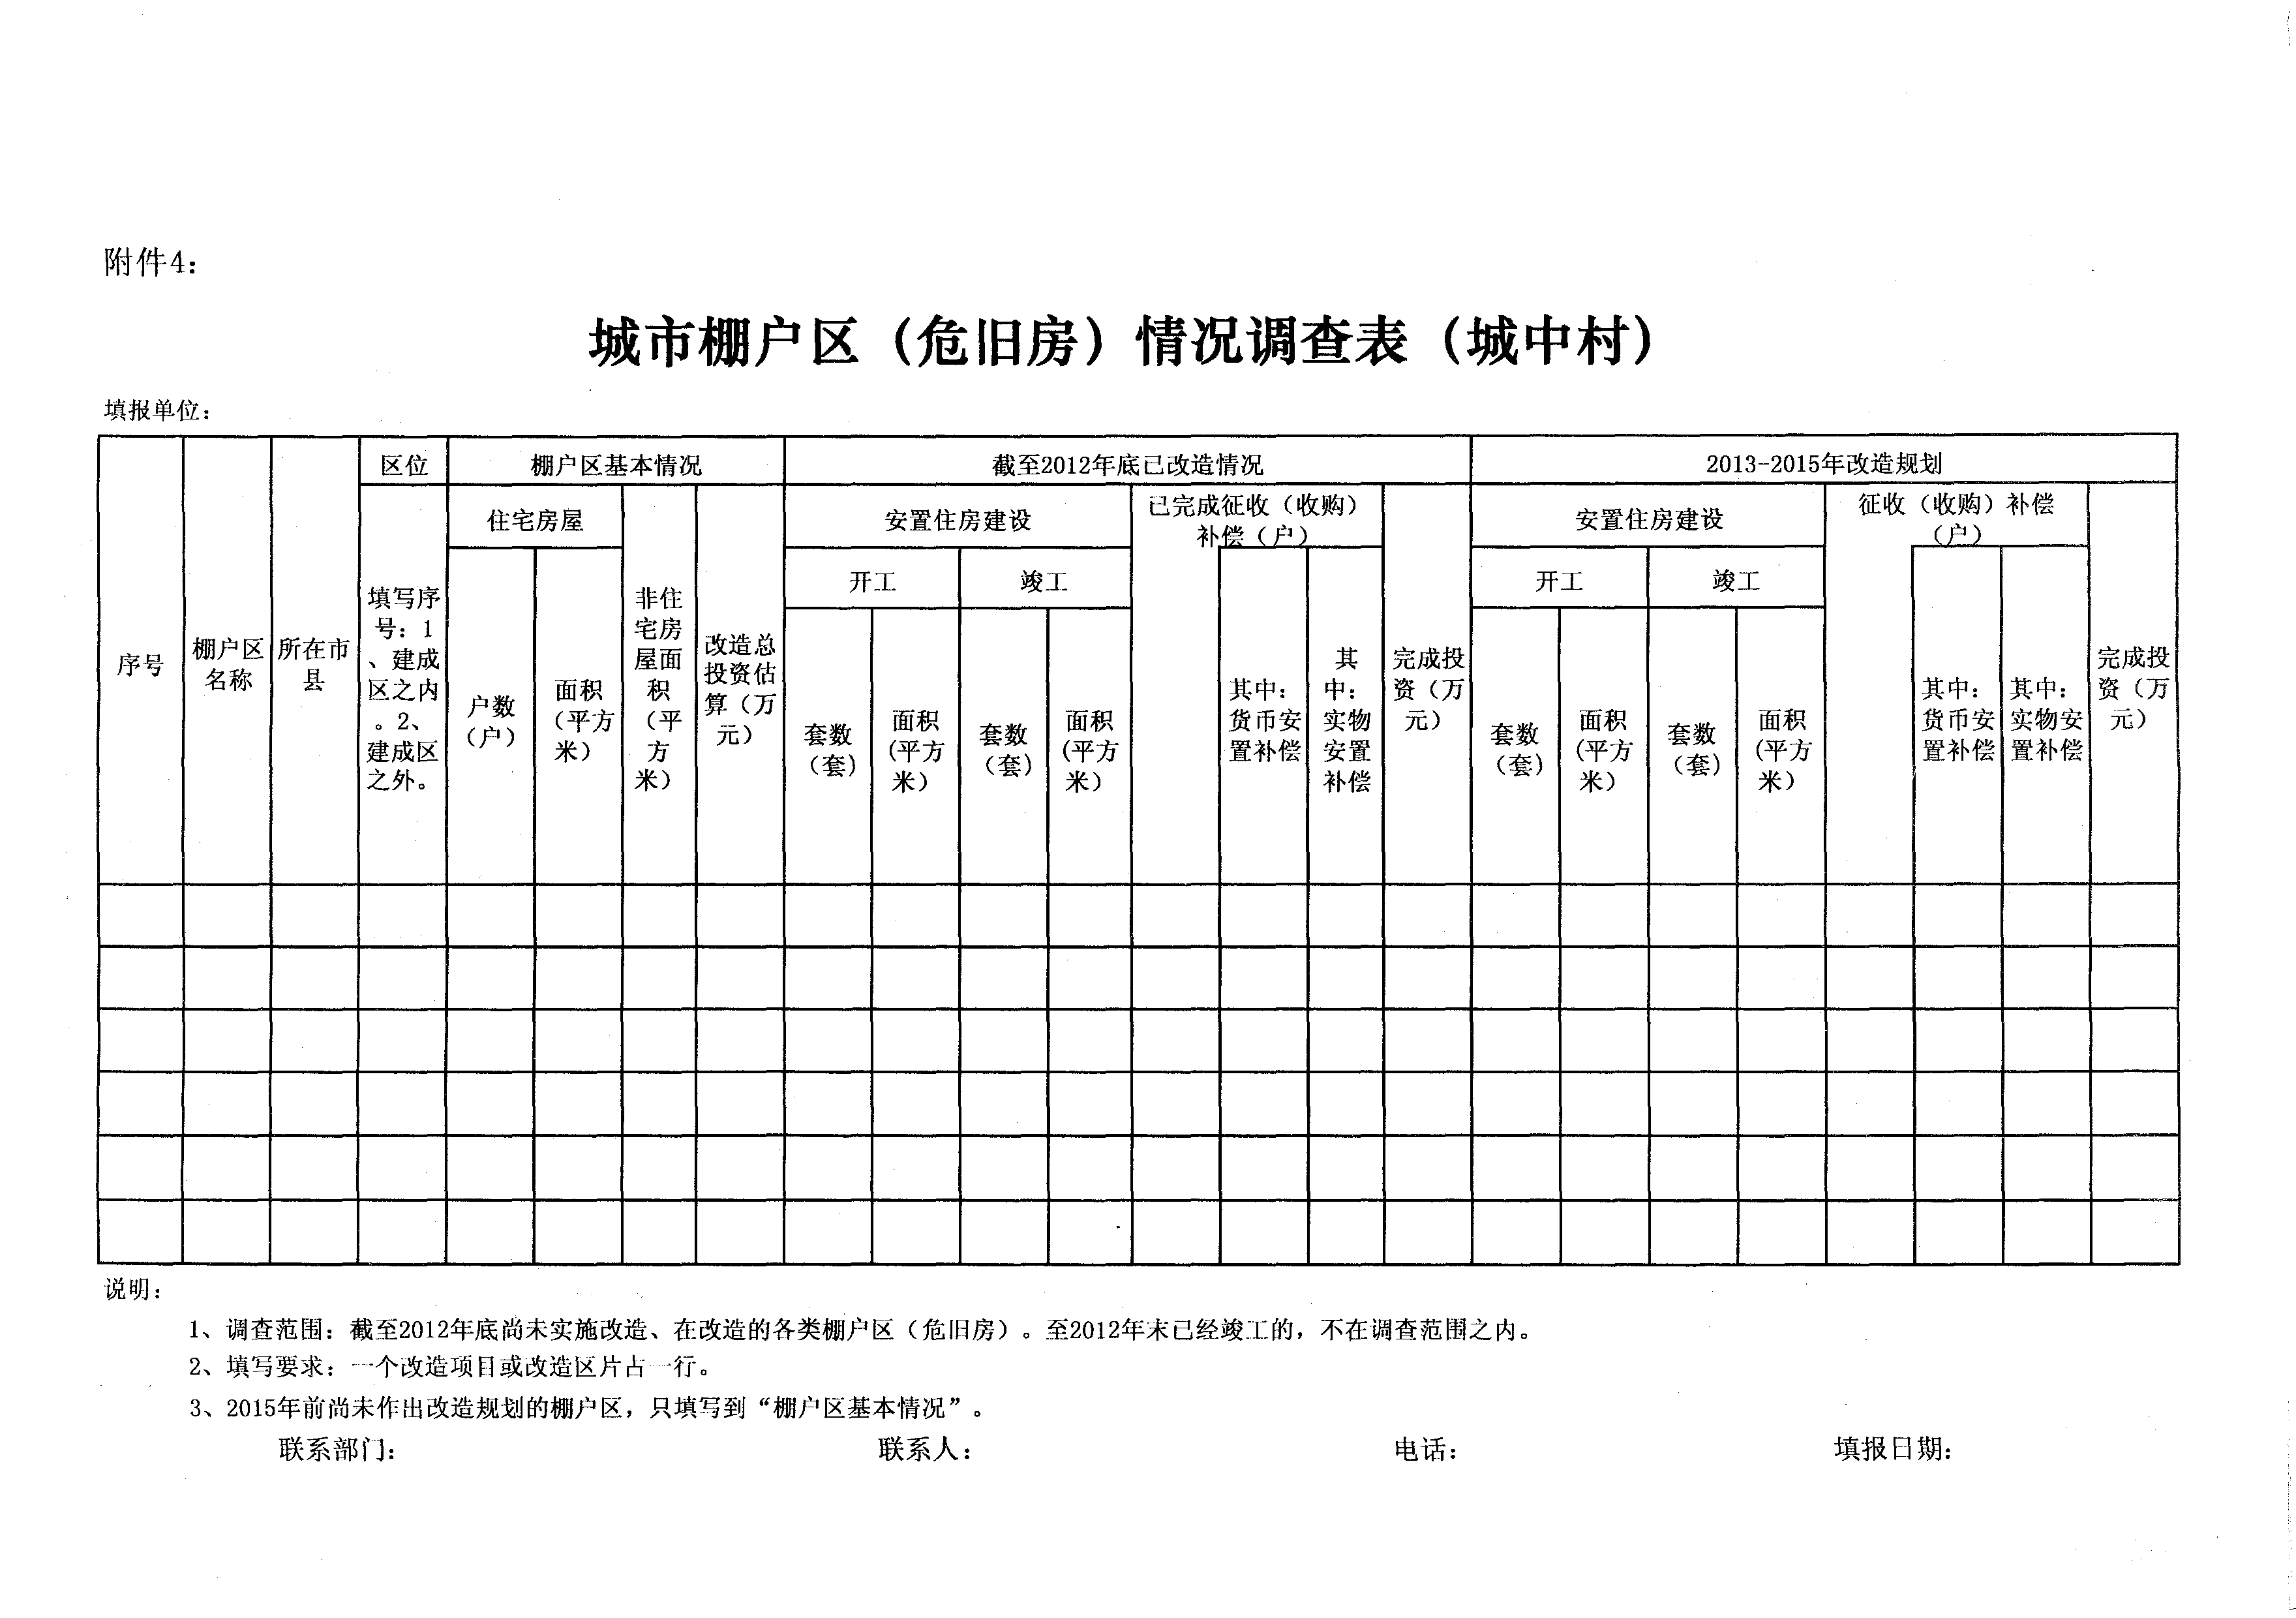 附件4：
城市棚户区（危旧房）情况调查表（城中村）
填报单位：
区位
棚户区基本情况
截至2012年底已改造情况
2013-2015年改造规划
序号
棚户区
名称
所在市
县
填写序
号：1
、建成
区之内
。2、
建成区
之外。
住宅房屋
户数
（户）
面积
（平方
米）
非住
宅房
屋面
积
（平
方
米）
改造总
投资估
算（万
元）
安置住房建设
开工
套数
（套）
面积
（平方
米）
竣工
套数
（套）
面积
（平方
米）
已完成征收（收购）
补偿（户）
其中：
货币安
置补偿
其
中：
实物
安置
补偿
完成投
资（万
元）
安置住房建设
开工
套数
（套）
面积
（平方
米）
竣工
套数
（套）
面积
（平方
米）
征收（收购）补偿
（户）
其中：
货币安
置补偿
其中：
实物安
置补偿
完成投
资（万
元）
说明：
1、调查范围：截至2012年底尚未实施改造、在改造的各类棚户区（危旧房）。至2012年末已经竣工的，不在调查范围之内。
2、填写要求：一个改造项目或改造区片占一行。
3、2015年前尚未作出改造规划的棚户区，只填写到“棚户区基本情况”。
联系部门： 联系人： 电话： 填报日期：